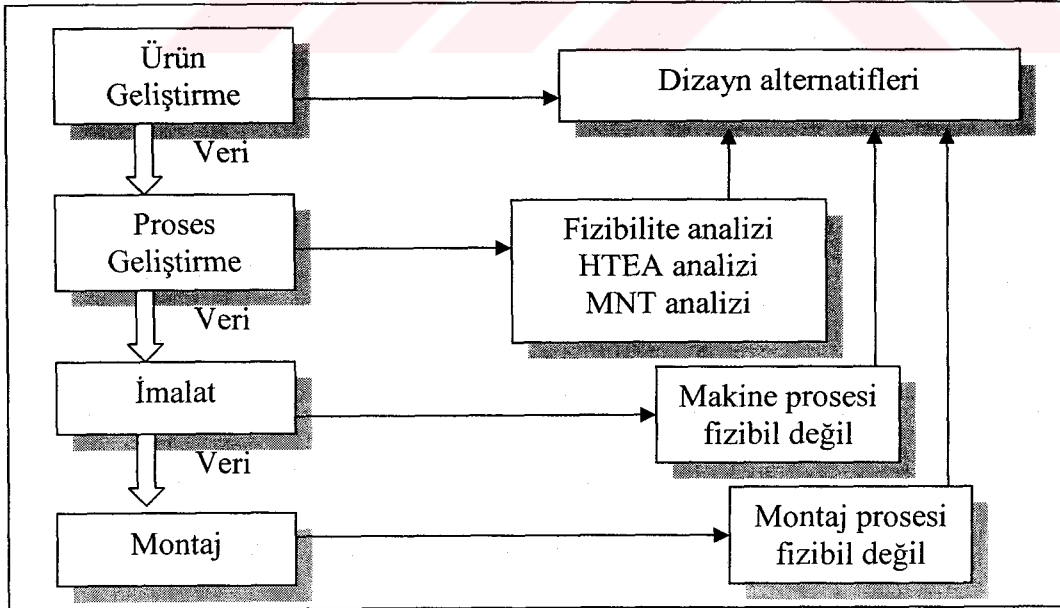 Ürün
Geliştirme
Dizayn alternatifleri
Veri
Proses
Geliştirme
Fizibilite analizi
HTEA analizi
MNT analizi
Veri
İmalat
Makine prosesi
fizibil değil
Veri
Montaj
Montaj prosesi
fizibil değil